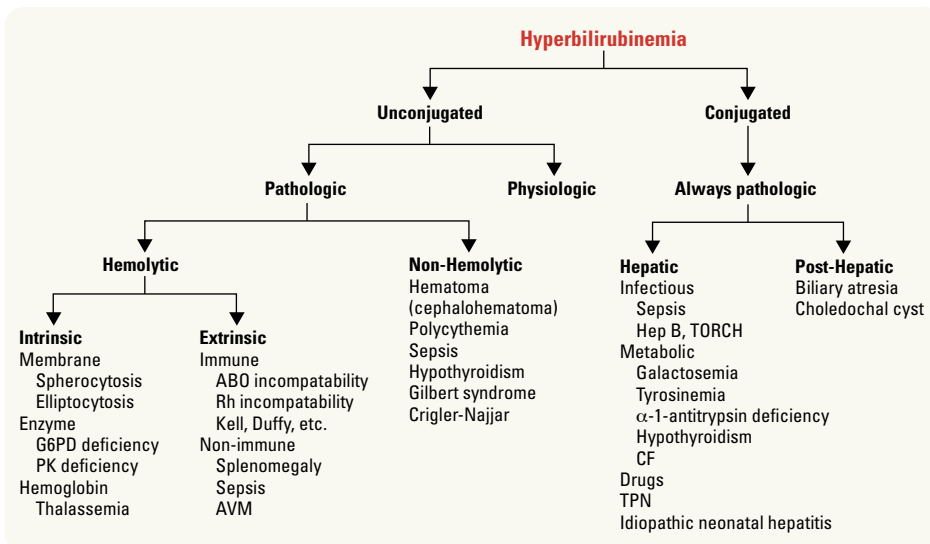 Hyperbilirubinemia
Unconjugated
Conjugated
Pathologic
Physiologic
Always pathologic
Hemolytic
Intrinsic
Membrane
Spherocytosis
Elliptocytosis
Enzyme
G6PD deficiency
PK deficiency
Hemoglobin
Thalassemia
Extrinsic
Immune
ABO incompatability
Rh incompatability
Kell, Duffy, etc.
Non-immune
Splenomegaly
Sepsis
AVM
Non-Hemolytic
Hematoma
(cephalohematoma)
Polycythemia
Sepsis
Hypothyroidism
Gilbert syndrome
Crigler-Najjar
Hepatic
Infectious
Sepsis
Hep B, TORCH
Metabolic
Galactosemia
Tyrosinemia
α-1-antitrypsin deficiency
Hypothyroidism
CF
Drugs
TPN
Idiopathic neonatal hepatitis
Post-Hepatic
Biliary atresia
Choledochal cyst